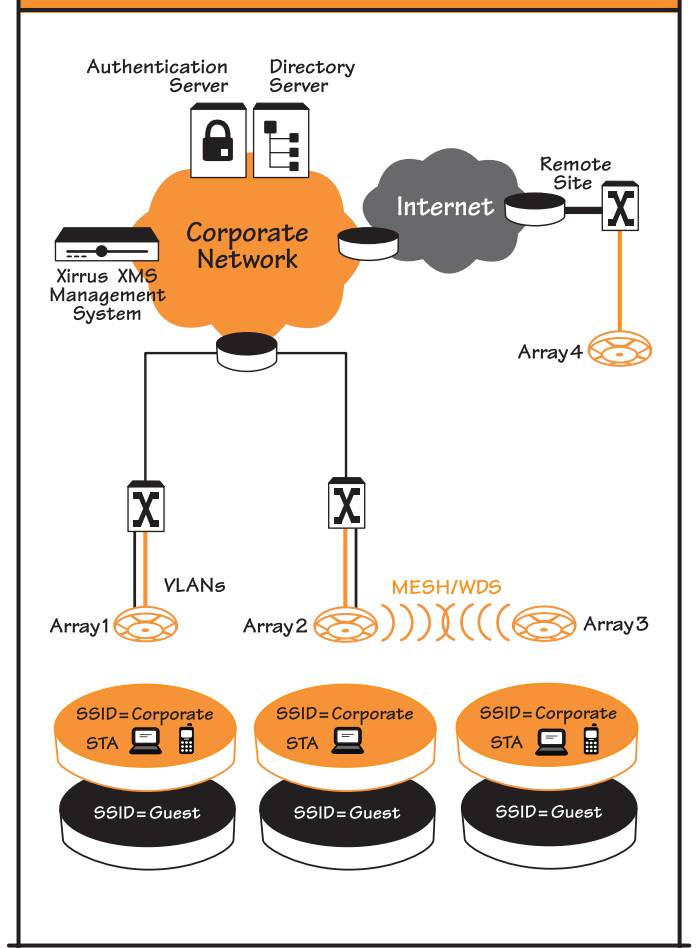 Authentication
Server
Directory
Server
Remote
Site
Internet
Corporate
Network
Xirrus XMS
Management
System
Array4
VLANs
MESH/WDS
Array1
Array2
Array3
SSID=Corporate
STA
SSID=Guest
SSID=Corporate
STA
SSID=Guest
SSID=Corporate
STA
SSID=Guest